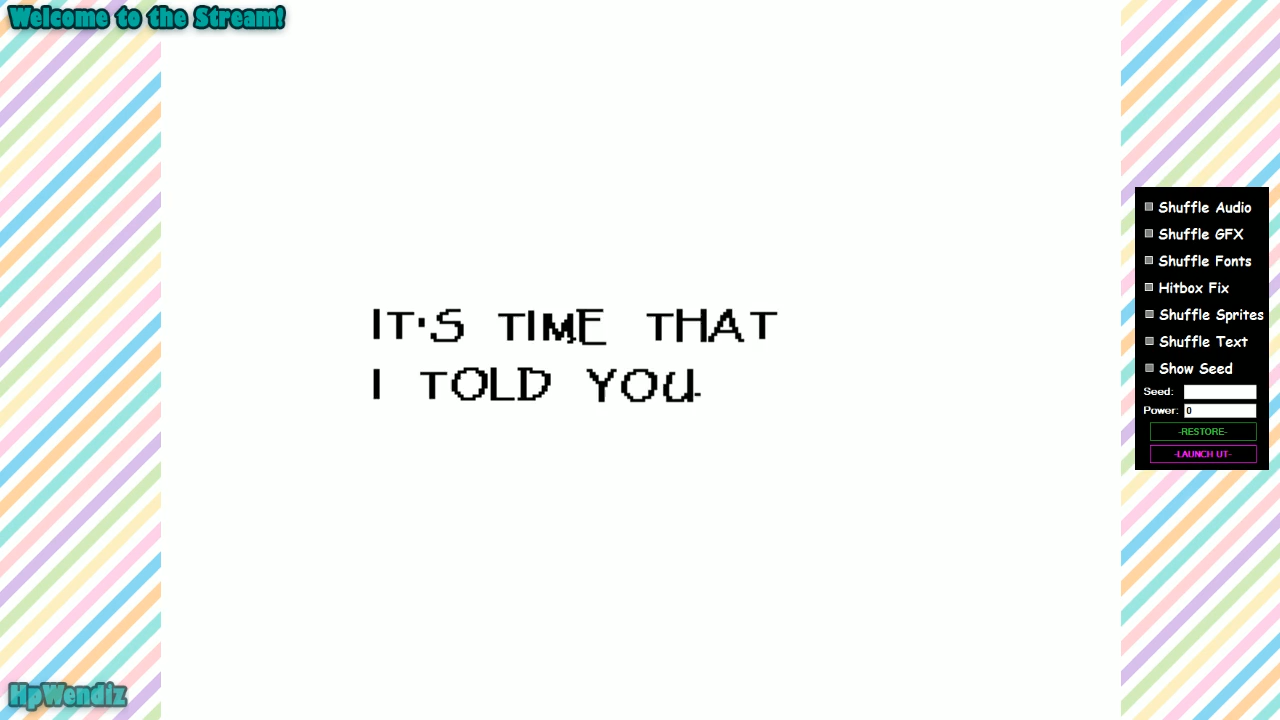 Welcome to the Stream!
IT'S TIME THAT
I TOLD YOU.
Shuffle Audio
Shuffle GFX
Shuffle Fonts
Hitbox Fix
Shuffle Sprites
Shuffle Text
Show Seed
Seed:
Power: 0
-RESTORE-
-LAUNCH UT-
HpWendiz